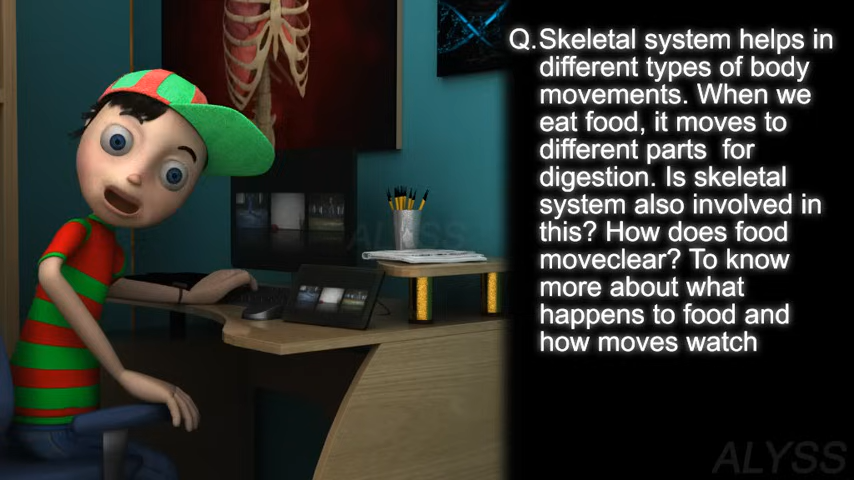 Q.Skeletal system helps in
different types of body
movements. When we
eat food, it moves to
different parts for
digestion. Is skeletal
system also involved in
this? How does food
moveclear? To know
more about what
happens to food and
how moves watch
ALYSS
ALYSS